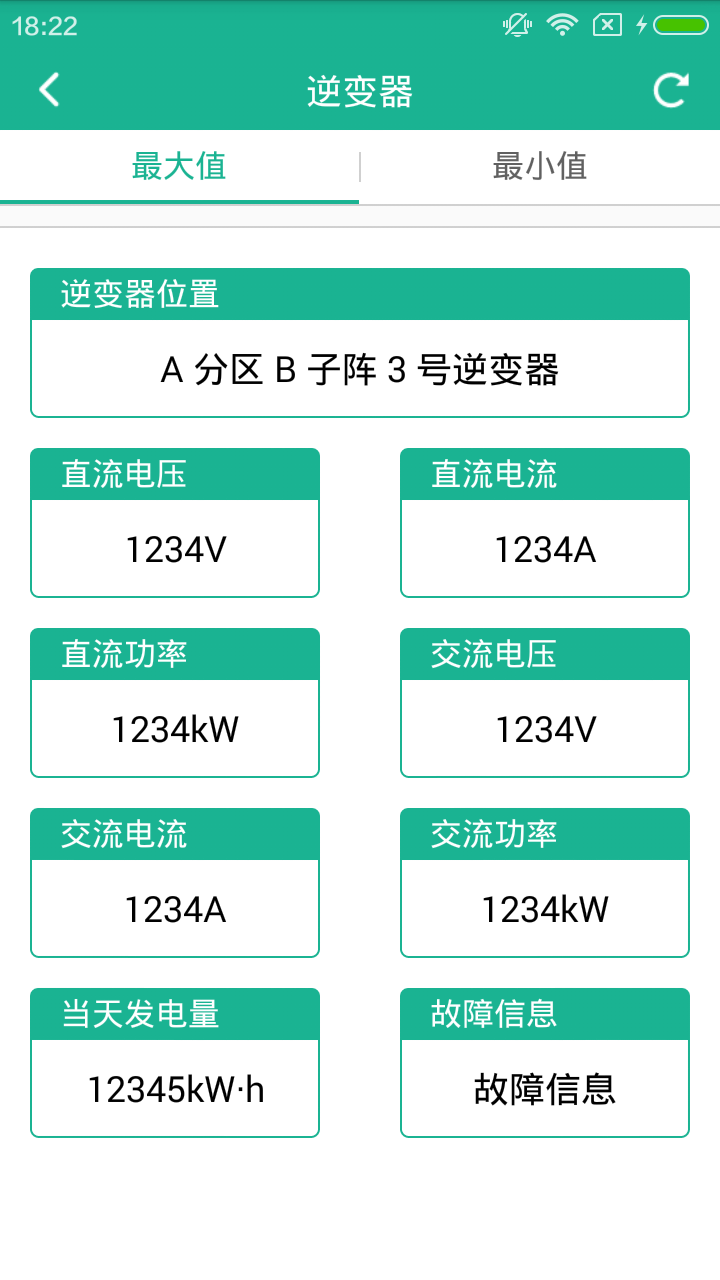 18:22
逆变器
最大值
最小值
逆变器位置
A 分区 B 子阵 3 号逆变器
直流电压
直流电流
1234V
1234A
直流功率
交流电压
1234kW
1234V
交流电流
交流功率
1234A
1234kW
当天发电量
故障信息
12345kW·h
故障信息